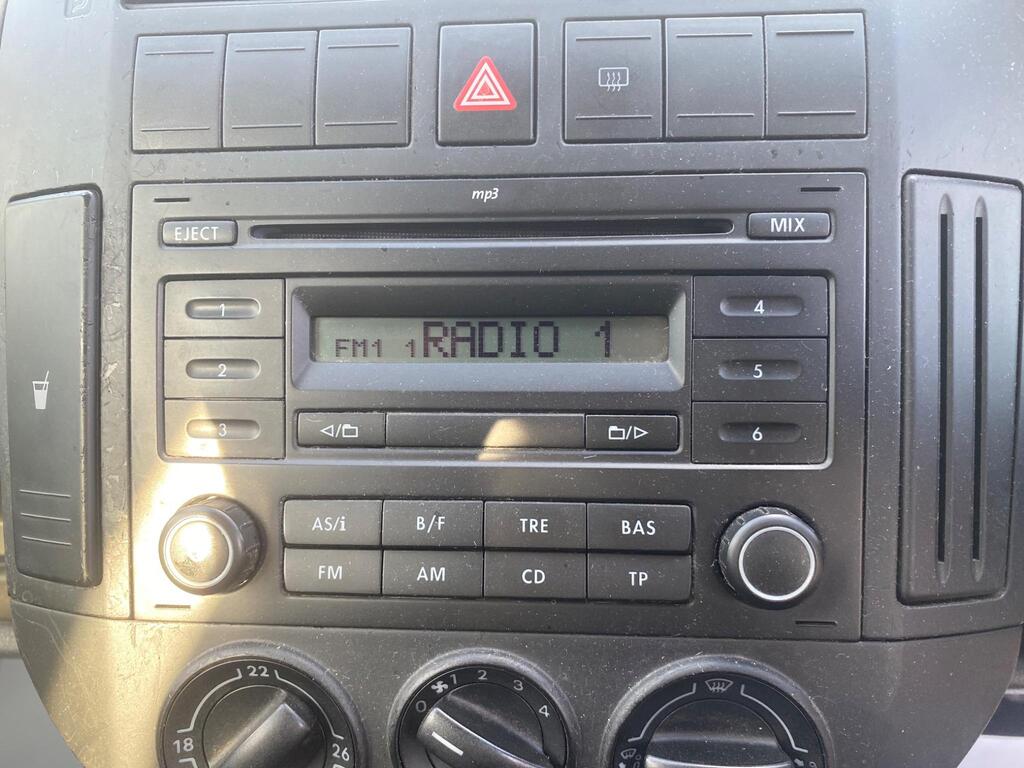 mp3
EJECT MIX
1 4
FM1 1 RADIO 1
2 5
3 6
AS/i B/F TRE BAS
FM AM CD TP
22 1 2 3
0 4
18 26